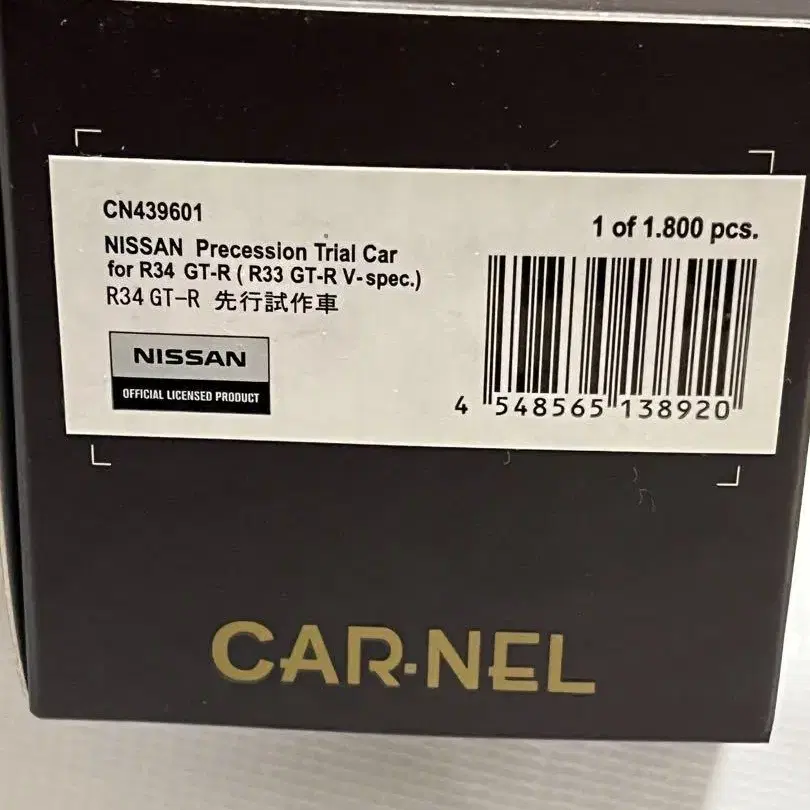 CN439601
1 of 1.800 pcs.
NISSAN Precession Trial Car
for R34 GT-R ( R33 GT-R V-spec.)
R34 GT-R 先行試作車
NISSAN
OFFICIAL LICENSED PRODUCT
4 548565 138920
CAR·NEL